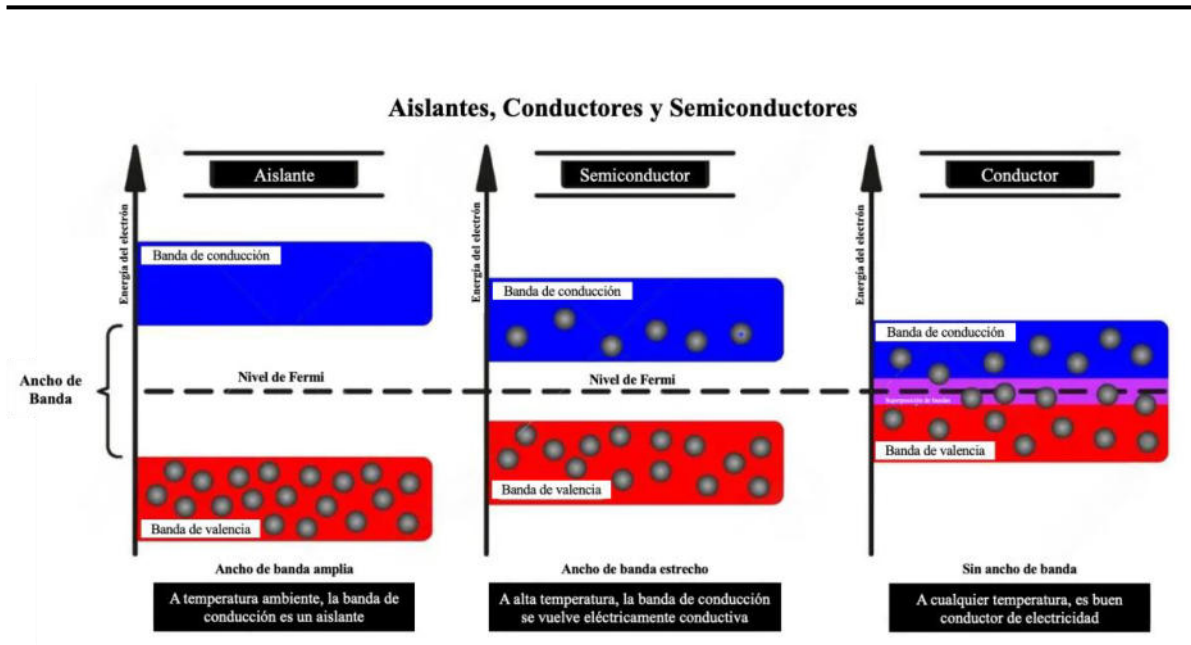 Aislantes, Conductores y Semiconductores
Aislante
Energía del electrón
Banda de conducción
Ancho de
Banda
Nivel de Fermi
Banda de valencia
Ancho de banda amplia
A temperatura ambiente, la banda de
conducción es un aislante
Semiconductor
Energía del electrón
Banda de conducción
Nivel de Fermi
Banda de valencia
Ancho de banda estrecho
A alta temperatura, la banda de conducción
se vuelve eléctricamente conductiva
Conductor
Energía del electrón
Banda de conducción
Superposición de bandas
Banda de valencia
Sin ancho de banda
A cualquier temperatura, es buen
conductor de electricidad